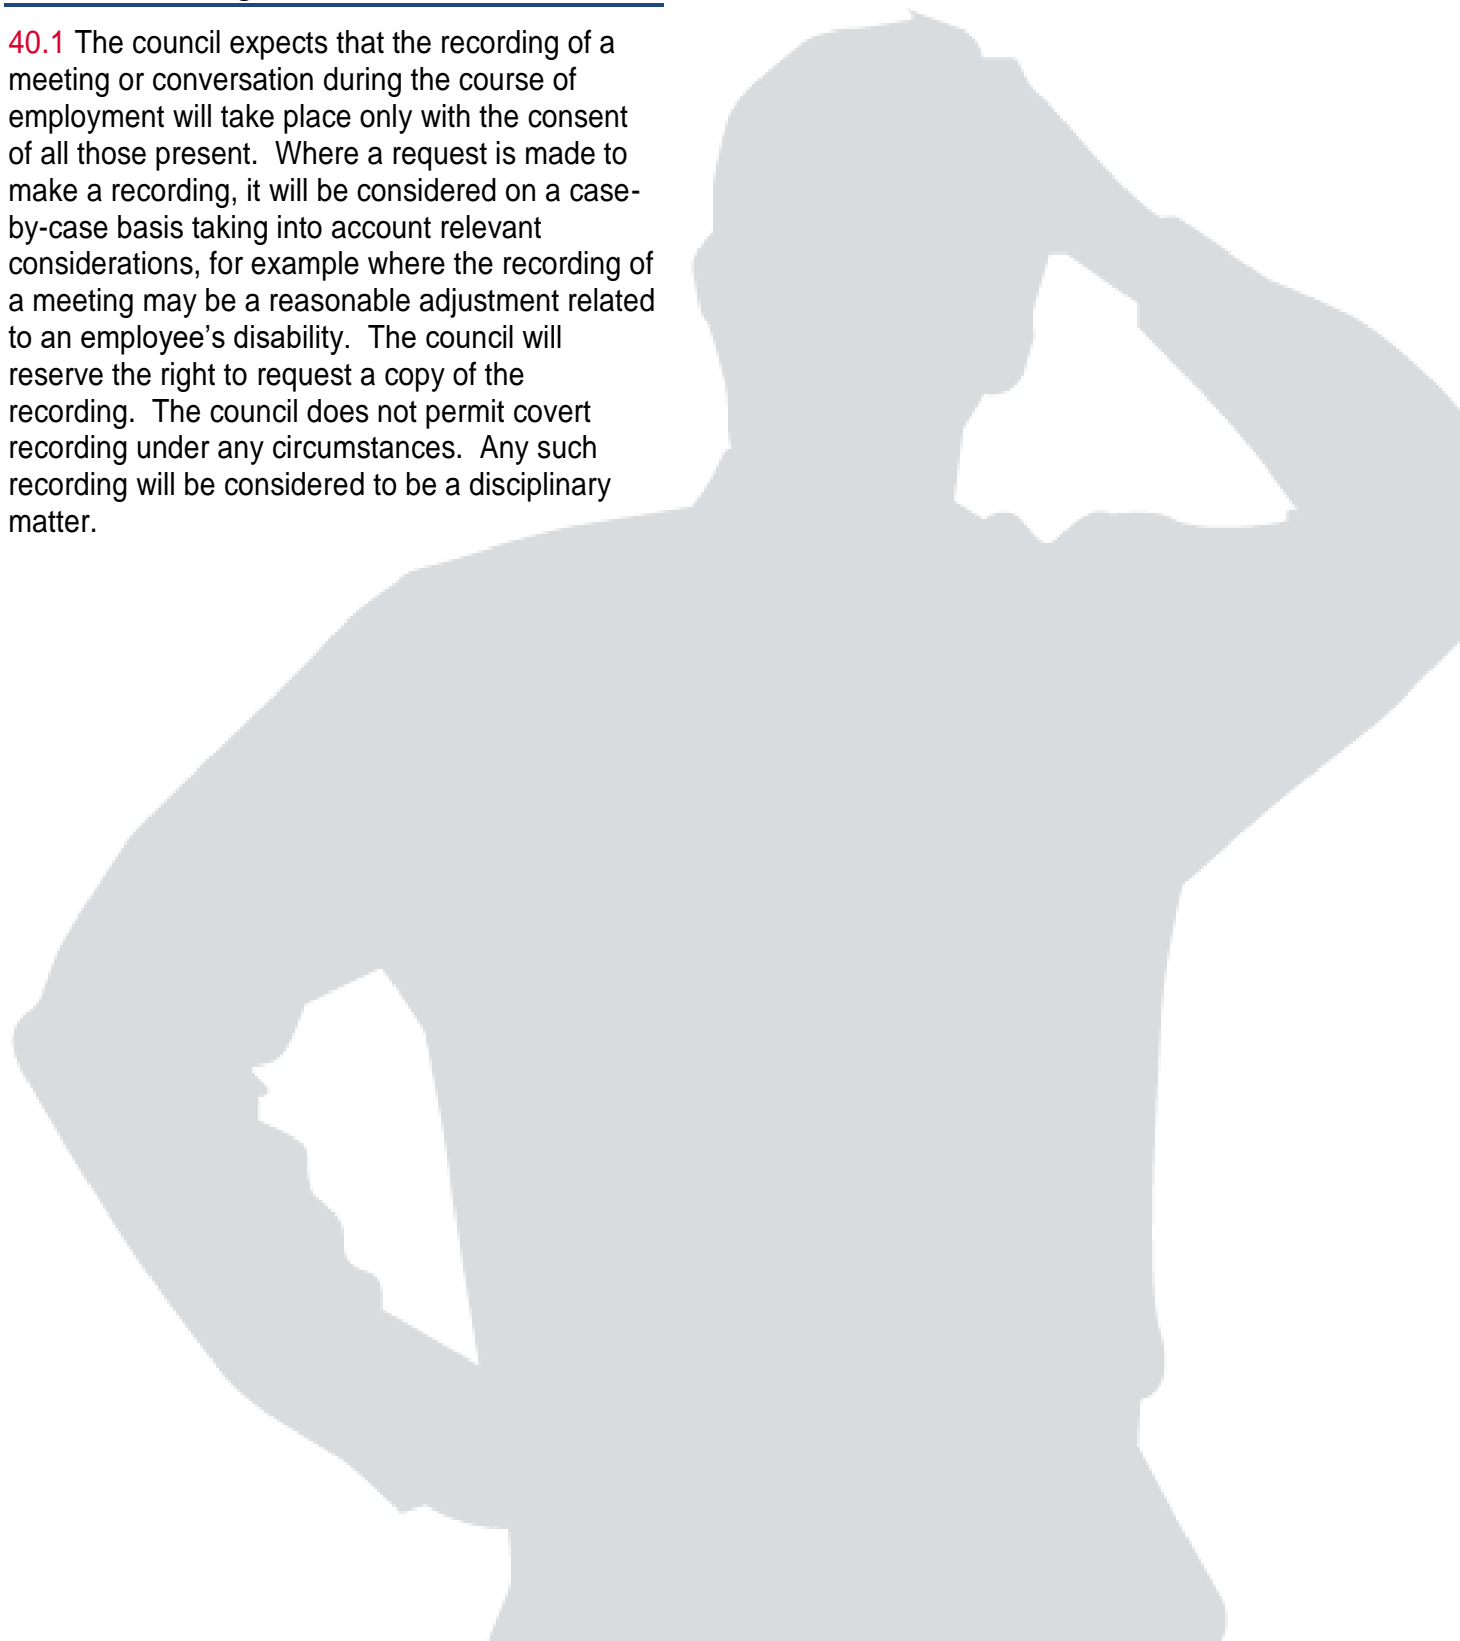 40.1 The council expects that the recording of a
meeting or conversation during the course of
employment will take place only with the consent
of all those present.  Where a request is made to
make a recording, it will be considered on a case-
by-case basis taking into account relevant
considerations, for example where the recording of
a meeting may be a reasonable adjustment related
to an employee’s disability.  The council will
reserve the right to request a copy of the
recording.  The council does not permit covert
recording under any circumstances.  Any such
recording will be considered to be a disciplinary
matter.